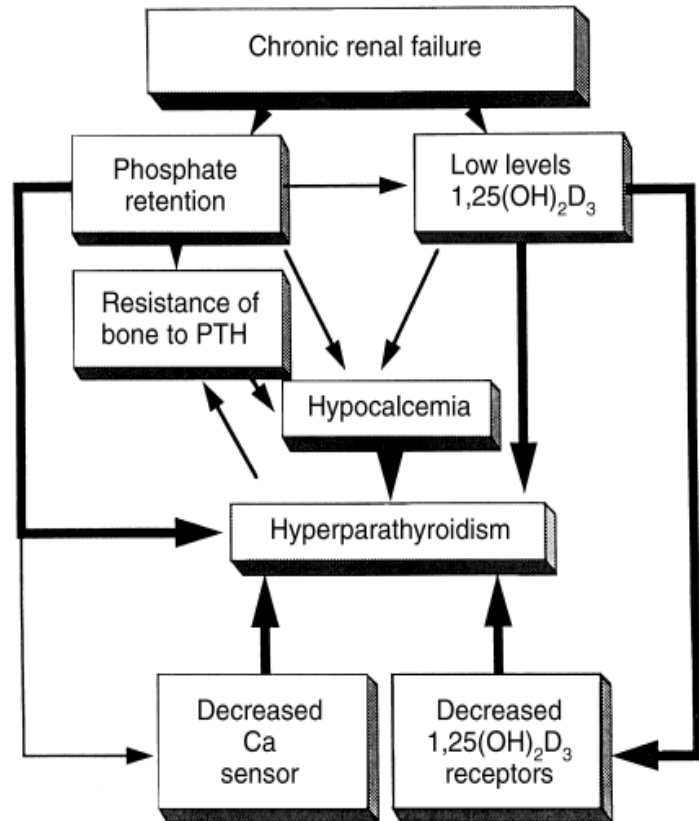 Chronic renal failure
Phosphate
retention
Low levels
1,25(OH)₂D₃
Resistance of
bone to PTH
Hypocalcemia
Hyperparathyroidism
Decreased
Ca
sensor
Decreased
1,25(OH)₂D₃
receptors